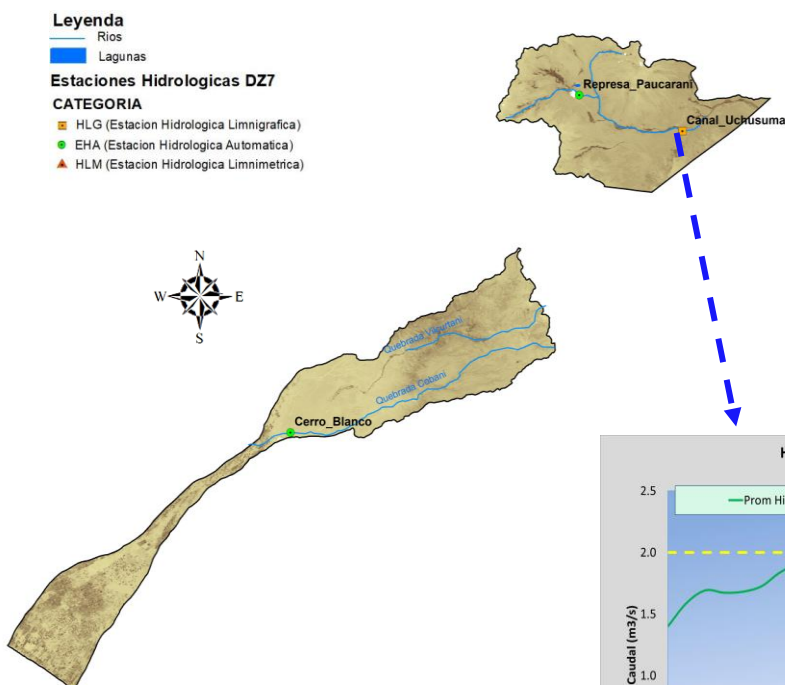 Leyenda
Rios
Lagunas
Estaciones Hidrologicas DZ7
CATEGORIA
HLG (Estacion Hidrologica Limnigrafica)
EHA (Estacion Hidrologica Automatica)
HLM (Estacion Hidrologica Limnimetrica)
Represa_Paucarani
Canal_Uchusuma
N
W
E
S
Quebrada Vilavilani
Quebrada Cobani
Cerro_Blanco
H
2.5
Prom Hi
2.0
1.5
Caudal (m3/s)
1.0